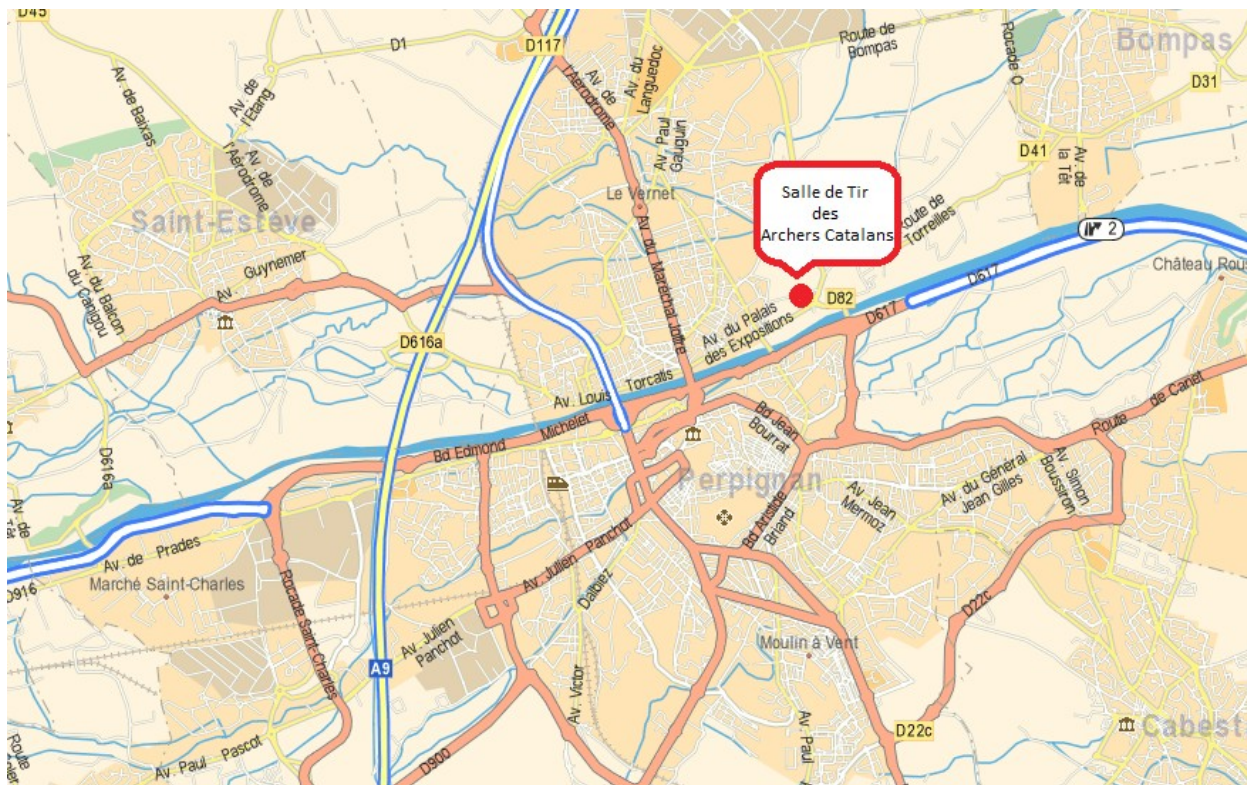 D45
D1
D117
Route de
Bompas
Rocade O
Bompas
D31
Av. de Baixas
Av. de
l'Etang
Av. de
l'Aérodrome
Av. de
l'Aérodrome
Av. du
Languedoc
Av. Paul
Gauguin
D41
Av. de
la Têt
Le Vernet
Salle de Tir
des
Archers Catalans
Route de
Torreilles
Saint-Estève
2
Av. Guynemer
Av. du Balcon
du Canigou
Av. du Maréchal Joffre
D617
Château Rous
D82
D617
Av. du Palais
des Expositions
D616a
Av. Louis Torcatis
Route de Canet
Bd Edmond Michelet
Bd Jean
Bourrat
D616a
Perpignan
Av. du Général
Jean Gilles
Av. Simon
Boussiron
Av. Jean
Mermoz
Bd Aristide
Briand
Av. de
Têt
Av. de Prades
D916
Marché Saint-Charles
Av. Julien Panchot
Dalbiez
Rocade Saint-Charles
Av. Julien
Panchot
D22c
Moulin à Vent
A9
Av. Victor
Av. Paul
D22c
Cabest
Route
Av. Paul Pascot
D900